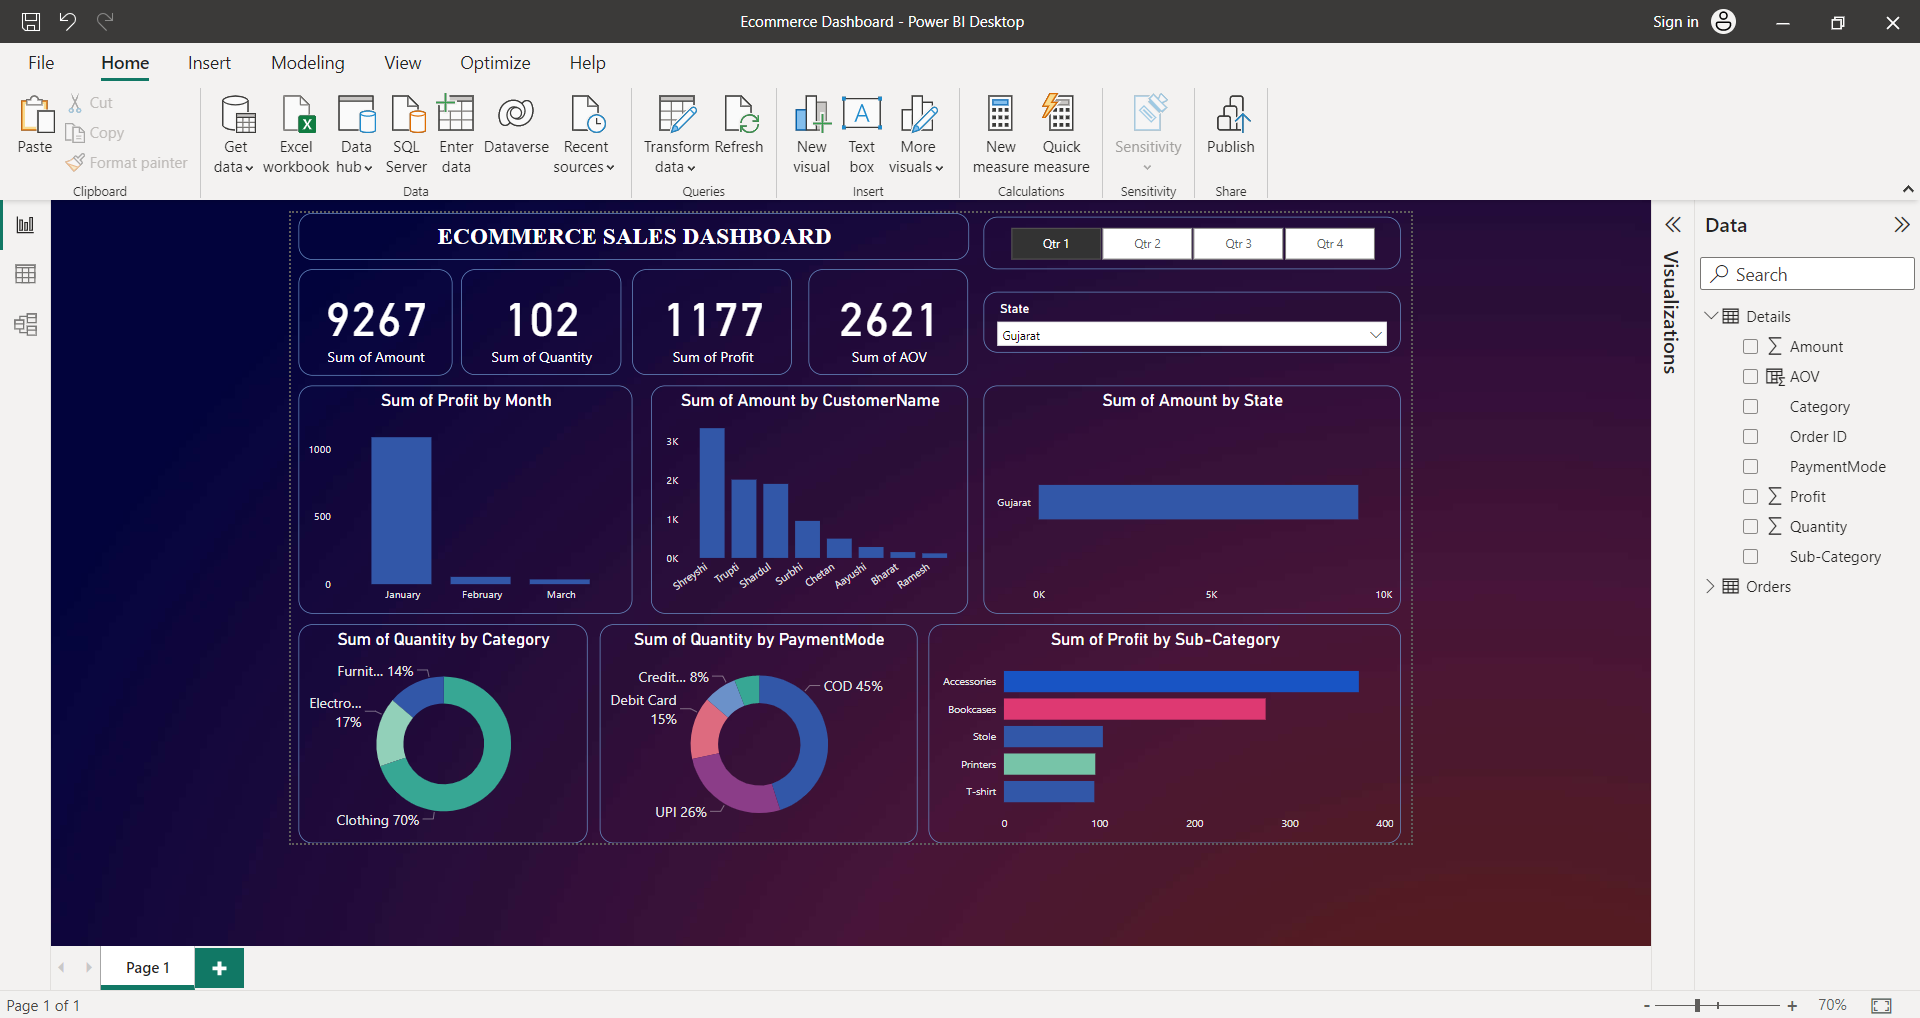 Ecommerce Dashboard - Power BI Desktop
Sign in
File Home Insert Modeling View Optimize Help
Paste
Cut
Copy
Format painter
Clipboard
Get data
Excel workbook
Data hub
SQL Server
Enter data
Dataverse
Recent sources
Data
Transform data
Refresh
Queries
New visual
A
Text box
More visuals
Insert
New measure
Quick measure
Calculations
Sensitivity
Sensitivity
Publish
Share
ECOMMERCE SALES DASHBOARD
Qtr 1 Qtr 2 Qtr 3 Qtr 4
9267
Sum of Amount
102
Sum of Quantity
1177
Sum of Profit
2621
Sum of AOV
State
Gujarat
Sum of Profit by Month
1000
500
0
January February March
Sum of Amount by CustomerName
3K
2K
1K
0K
Shreyshi Trupti Shardul Surbhi Chetan Aayushi Bharat Ramesh
Sum of Amount by State
Gujarat
0K 5K 10K
Sum of Quantity by Category
Furnit... 14%
Electro...
17%
Clothing 70%
Sum of Quantity by PaymentMode
Credit... 8%
Debit Card
15%
COD 45%
UPI 26%
Sum of Profit by Sub-Category
Accessories
Bookcases
Stole
Printers
T-shirt
0 100 200 300 400
Visualizations
Data
Search
Details
Amount
AOV
Category
Order ID
PaymentMode
Profit
Quantity
Sub-Category
Orders
Page 1
Page 1 of 1
- + 70%